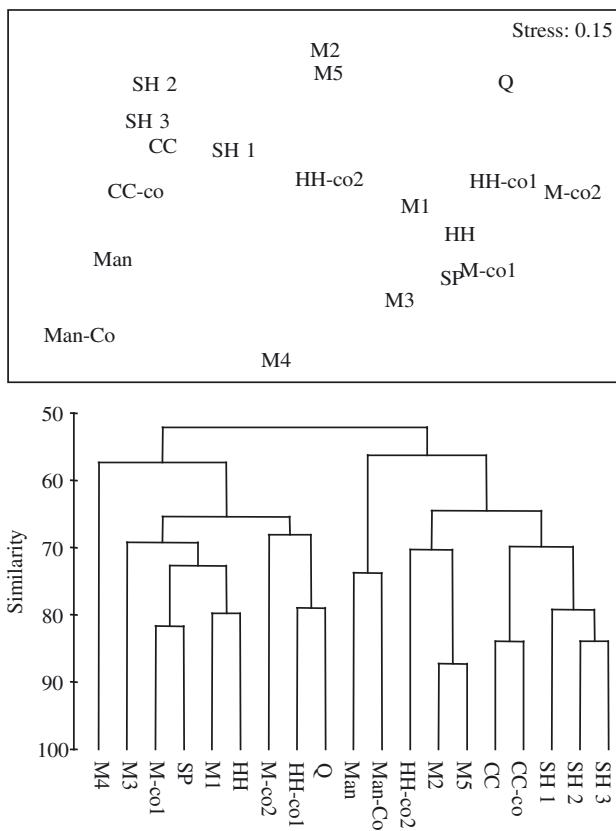 Stress: 0.15
M2
M5
SH 2
Q
SH 3
CC
SH 1
HH-co2
HH-co1
CC-co
M-co2
M1
HH
Man
M-co1
SP
M3
Man-Co
M4
50
60
70
80
90
100
Similarity
M4
M3
M-co1
SP
M1
HH
M-co2
HH-co1
Q
Man
Man-Co
HH-co2
M2
M5
CC
CC-co
SH 1
SH 2
SH 3